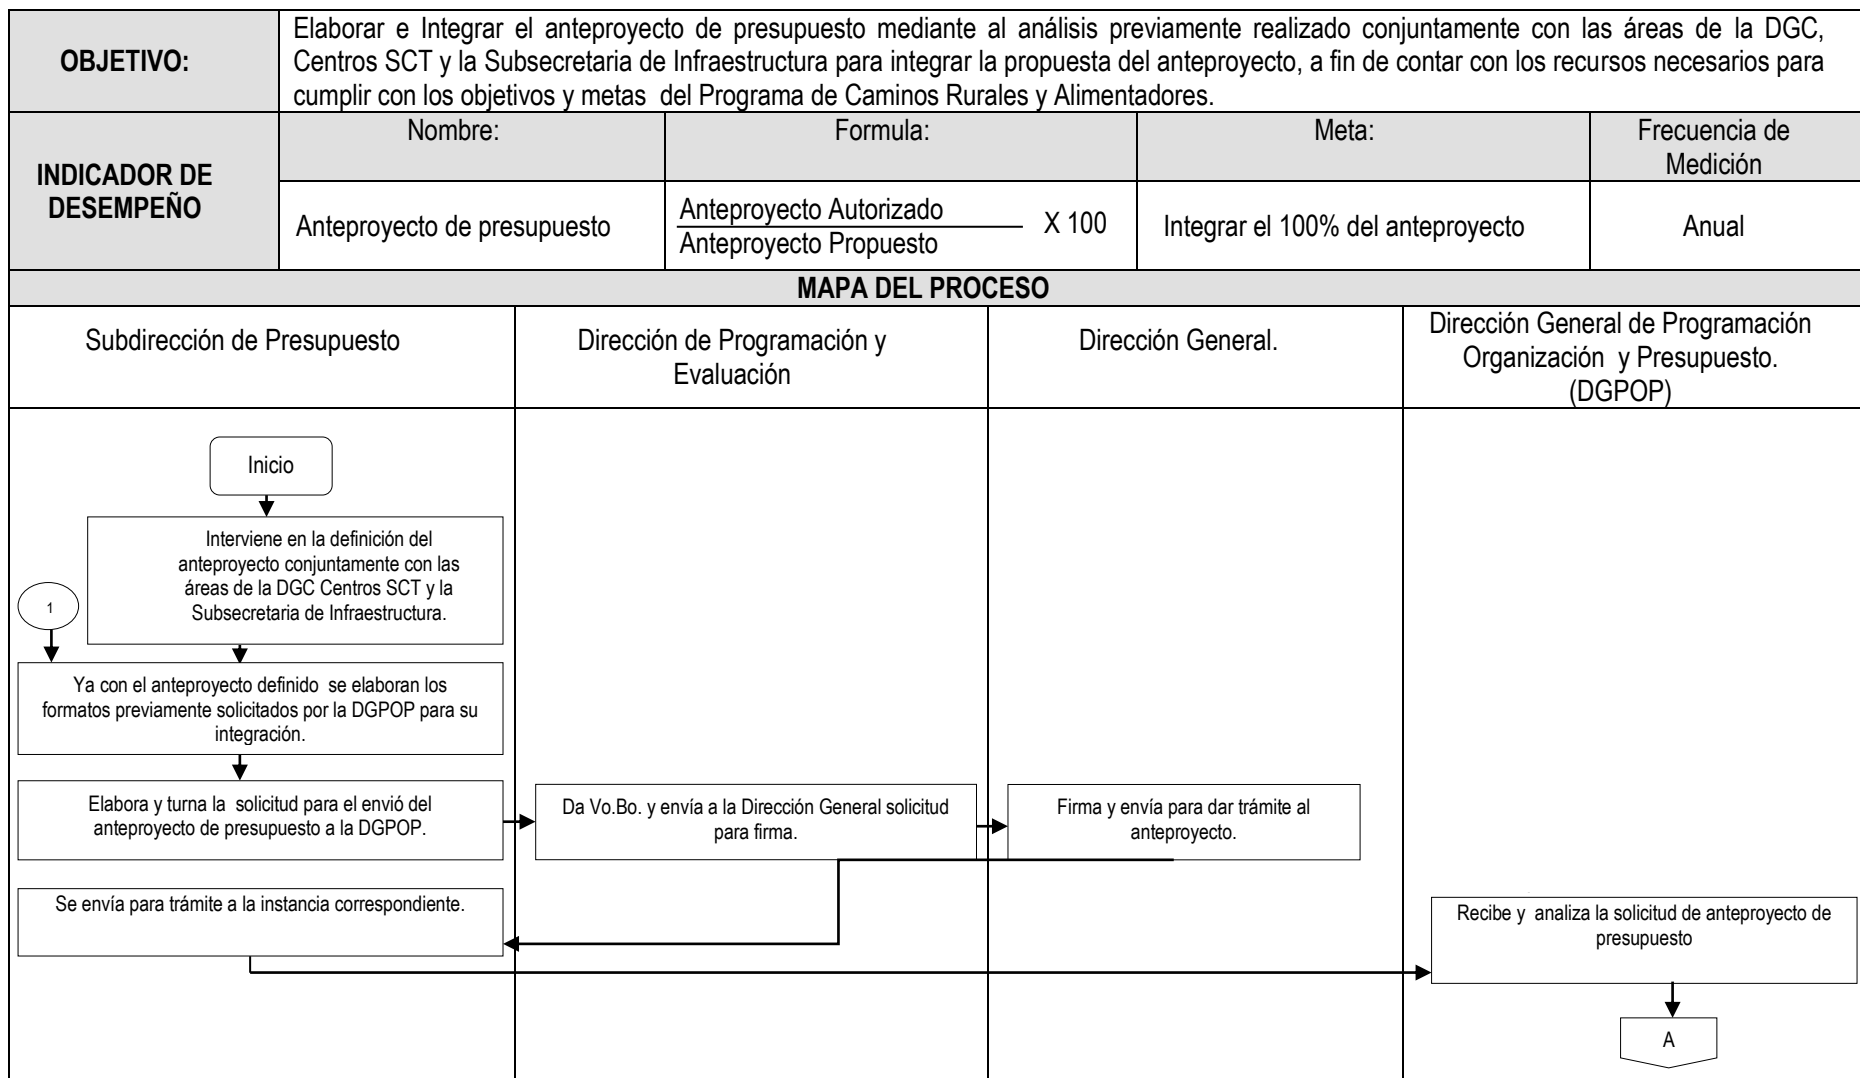 OBJETIVO:
Elaborar e Integrar el anteproyecto de presupuesto mediante al análisis previamente realizado conjuntamente con las áreas de la DGC,
Centros SCT y la Subsecretaria de Infraestructura para integrar la propuesta del anteproyecto, a fin de contar con los recursos necesarios para
cumplir con los objetivos y metas del Programa de Caminos Rurales y Alimentadores.
INDICADOR DE
DESEMPEÑO
Nombre:
Formula:
Meta:
Frecuencia de
Medición
Anteproyecto de presupuesto
Anteproyecto Autorizado
Anteproyecto Propuesto
X 100
Integrar el 100% del anteproyecto
Anual
MAPA DEL PROCESO
Subdirección de Presupuesto
Dirección de Programación y
Evaluación
Dirección General.
Dirección General de Programación
Organización y Presupuesto.
(DGPOP)
Inicio
Interviene en la definición del
anteproyecto conjuntamente con las
áreas de la DGC Centros SCT y la
Subsecretaria de Infraestructura.
1
Ya con el anteproyecto definido se elaboran los
formatos previamente solicitados por la DGPOP para su
integración.
Elabora y turna la solicitud para el envió del
anteproyecto de presupuesto a la DGPOP.
Da Vo.Bo. y envía a la Dirección General solicitud
para firma.
Firma y envía para dar trámite al
anteproyecto.
Se envía para trámite a la instancia correspondiente.
Recibe y analiza la solicitud de anteproyecto de
presupuesto
A